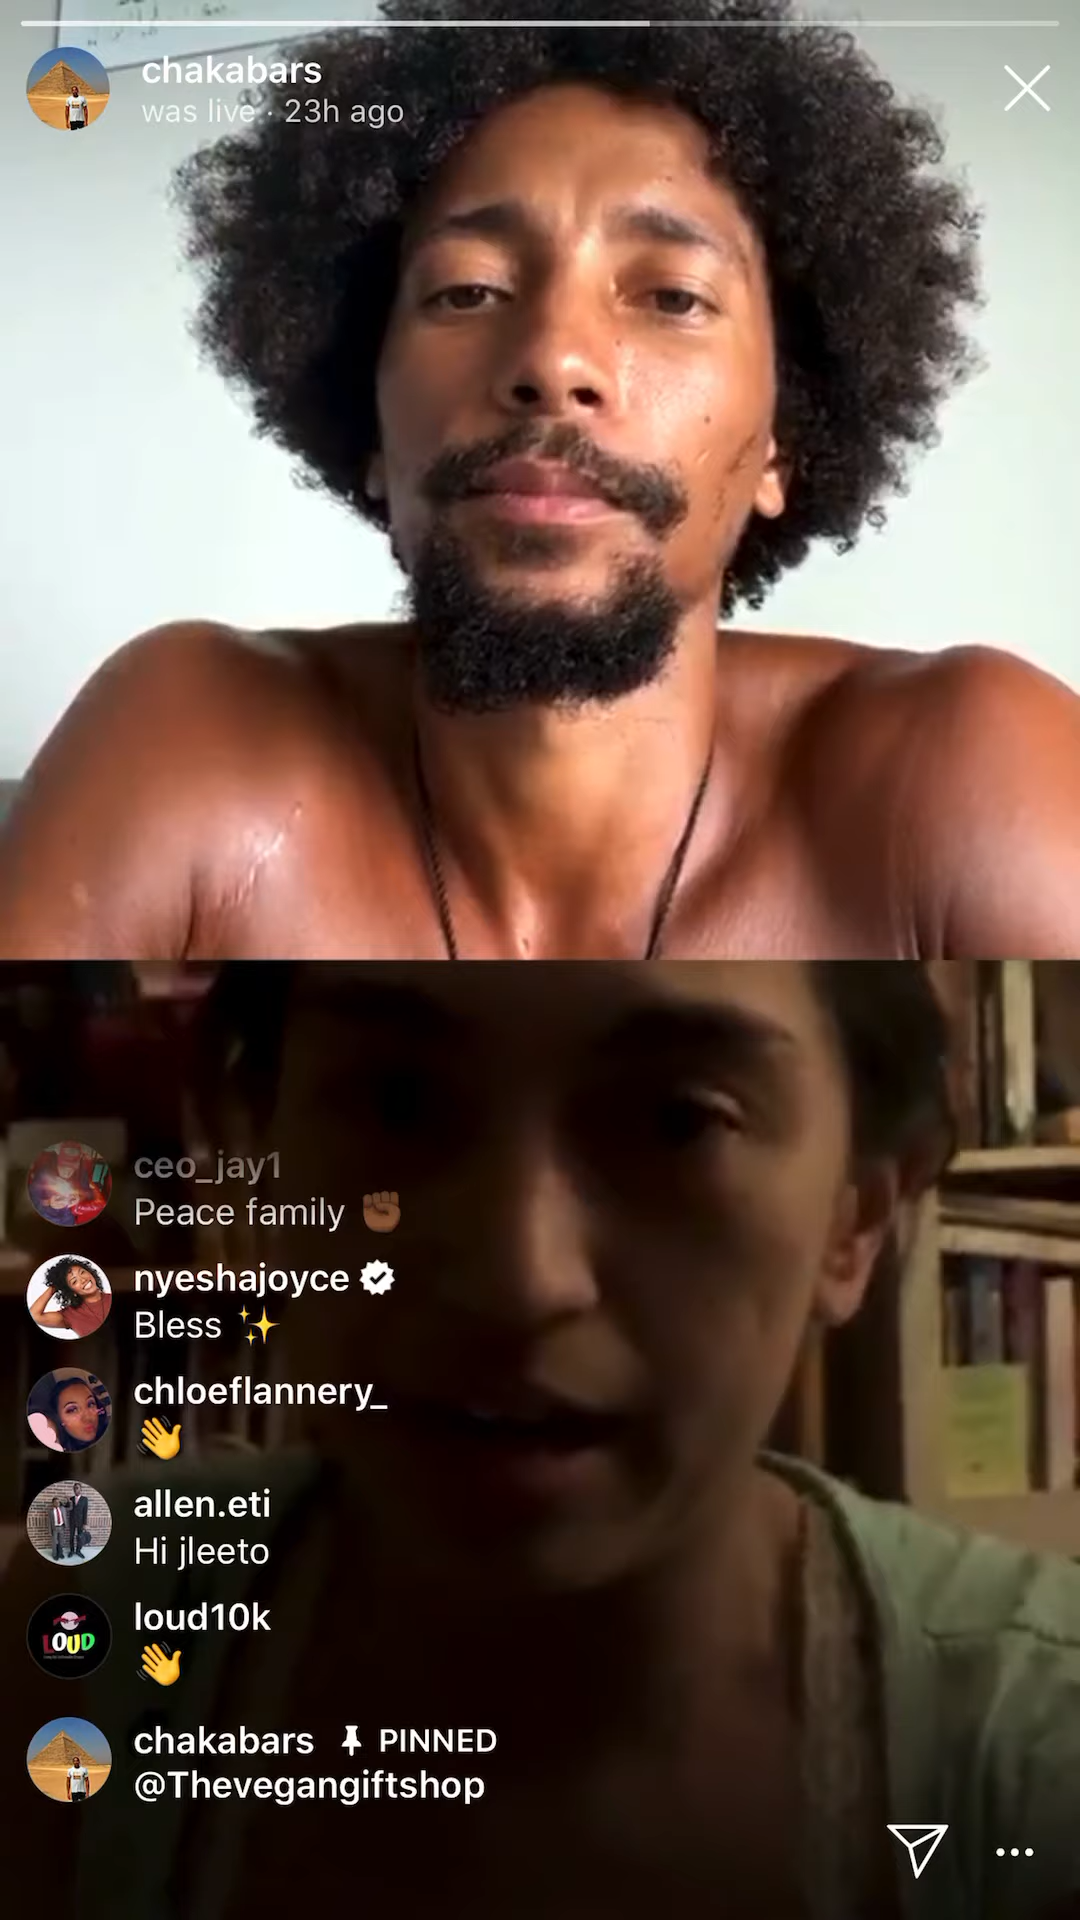 chakabars
was live · 23h ago
ceo_jay1
Peace family ✊🏾
nyeshajoyce
Bless ✨
chloeflannery_
👋
allen.eti
Hi jleeto
loud10k
👋
LOUD
chakabars PINNED
@Thevegangiftshop
...